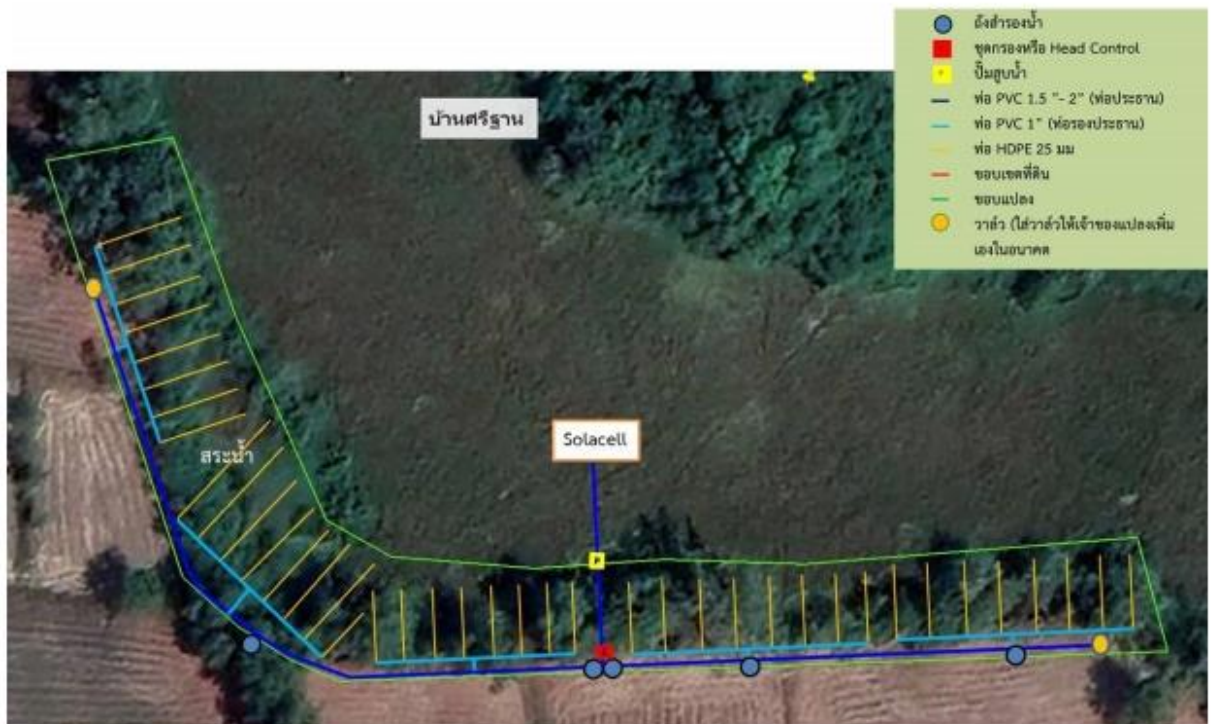 ถังสำรองน้ำ
ชุดกรองหรือ Head Control
P ปั๊มสูบน้ำ
ท่อ PVC 1.5 "- 2" (ท่อประธาน)
ท่อ PVC 1" (ท่อรองประธาน)
ท่อ HDPE 25 มม
ขอบเขตที่ดิน
ขอบแปลง
วาล์ว (ใส่วาล์วให้เจ้าของแปลงเพิ่ม
เองในอนาคต
บ้านศรีฐาน
Solacell
สระน้ำ
P